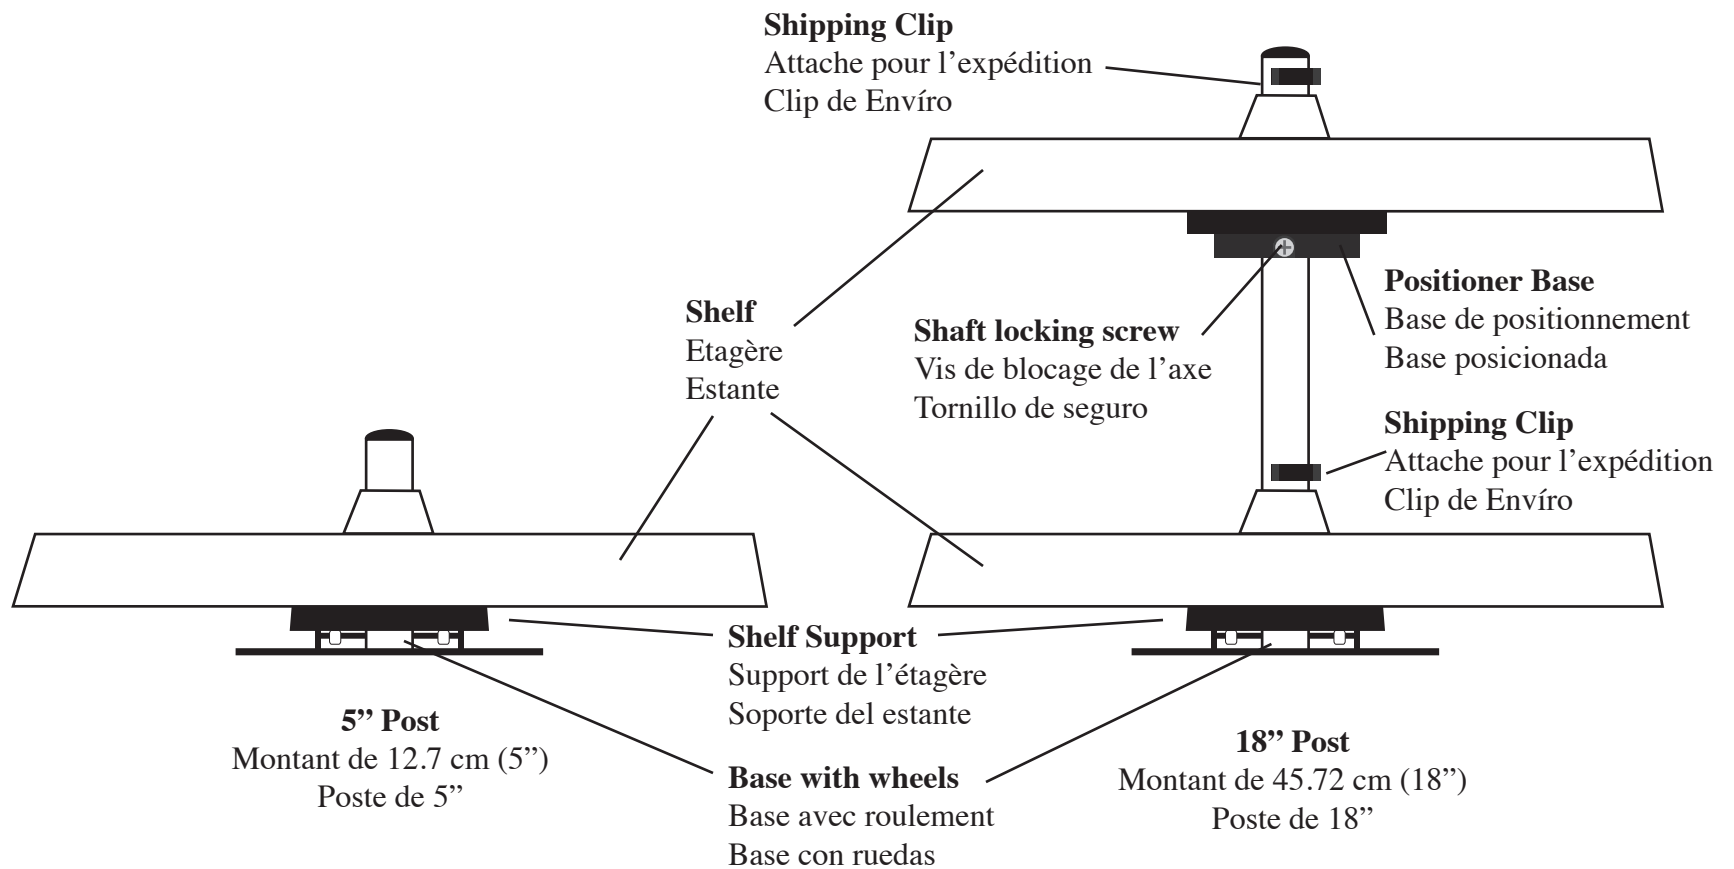 Shipping Clip
Attache pour l’expédition
Clip de Envíro
Positioner Base
Base de positionnement
Base posicionada
Shelf
Etagère
Estante
Shaft locking screw
Vis de blocage de l’axe
Tornillo de seguro
Shipping Clip
Attache pour l’expédition
Clip de Envíro
Shelf Support
Support de l’étagère
Soporte del estante
5” Post
Montant de 12.7 cm (5”)
Poste de 5”
18” Post
Montant de 45.72 cm (18”)
Poste de 18”
Base with wheels
Base avec roulement
Base con ruedas